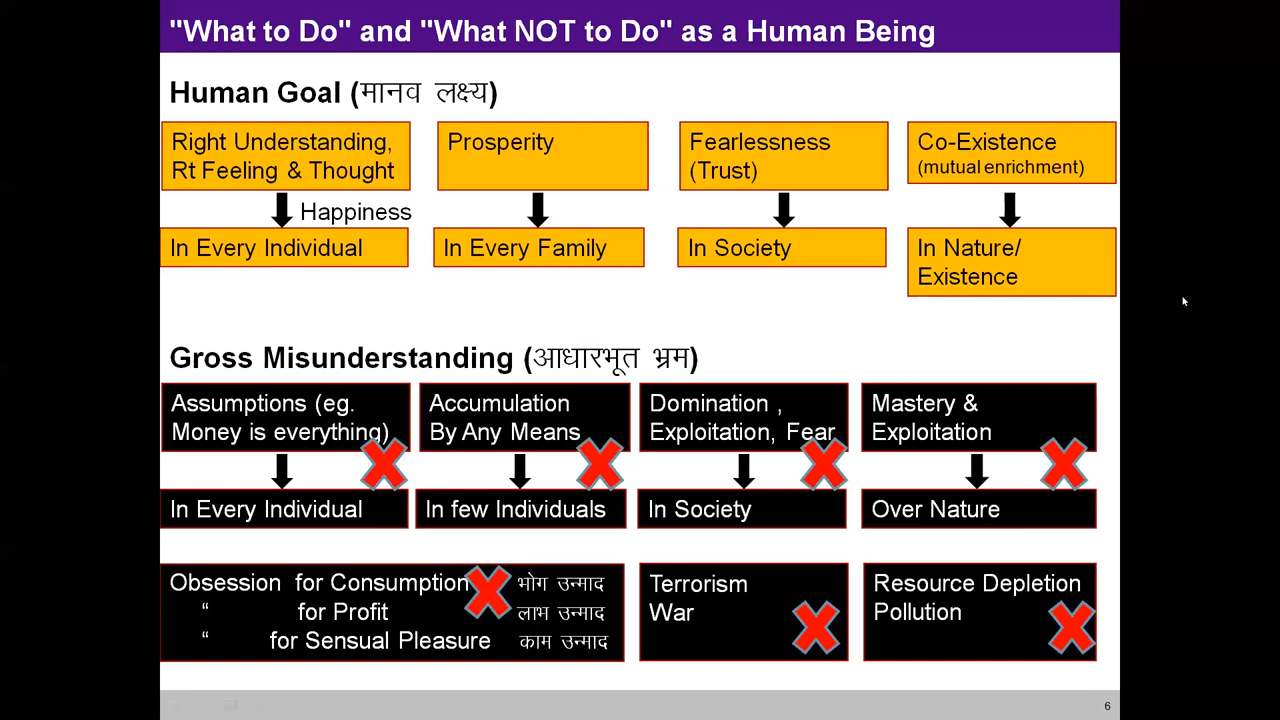 "What to Do" and "What NOT to Do" as a Human Being
Human Goal (मानव लक्ष्य)
Right Understanding,
Rt Feeling & Thought
Prosperity
Fearlessness
(Trust)
Co-Existence
(mutual enrichment)
Happiness
In Every Individual
In Every Family
In Society
In Nature/
Existence
Gross Misunderstanding (आधारभूत भ्रम)
Assumptions (eg.
Money is everything)
Accumulation
By Any Means
Domination ,
Exploitation, Fear
Mastery &
Exploitation
In Every Individual
In few Individuals
In Society
Over Nature
Obsession for Consumption भोग उन्माद
“ for Profit लाभ उन्माद
“ for Sensual Pleasure काम उन्माद
Terrorism
War
Resource Depletion
Pollution
6